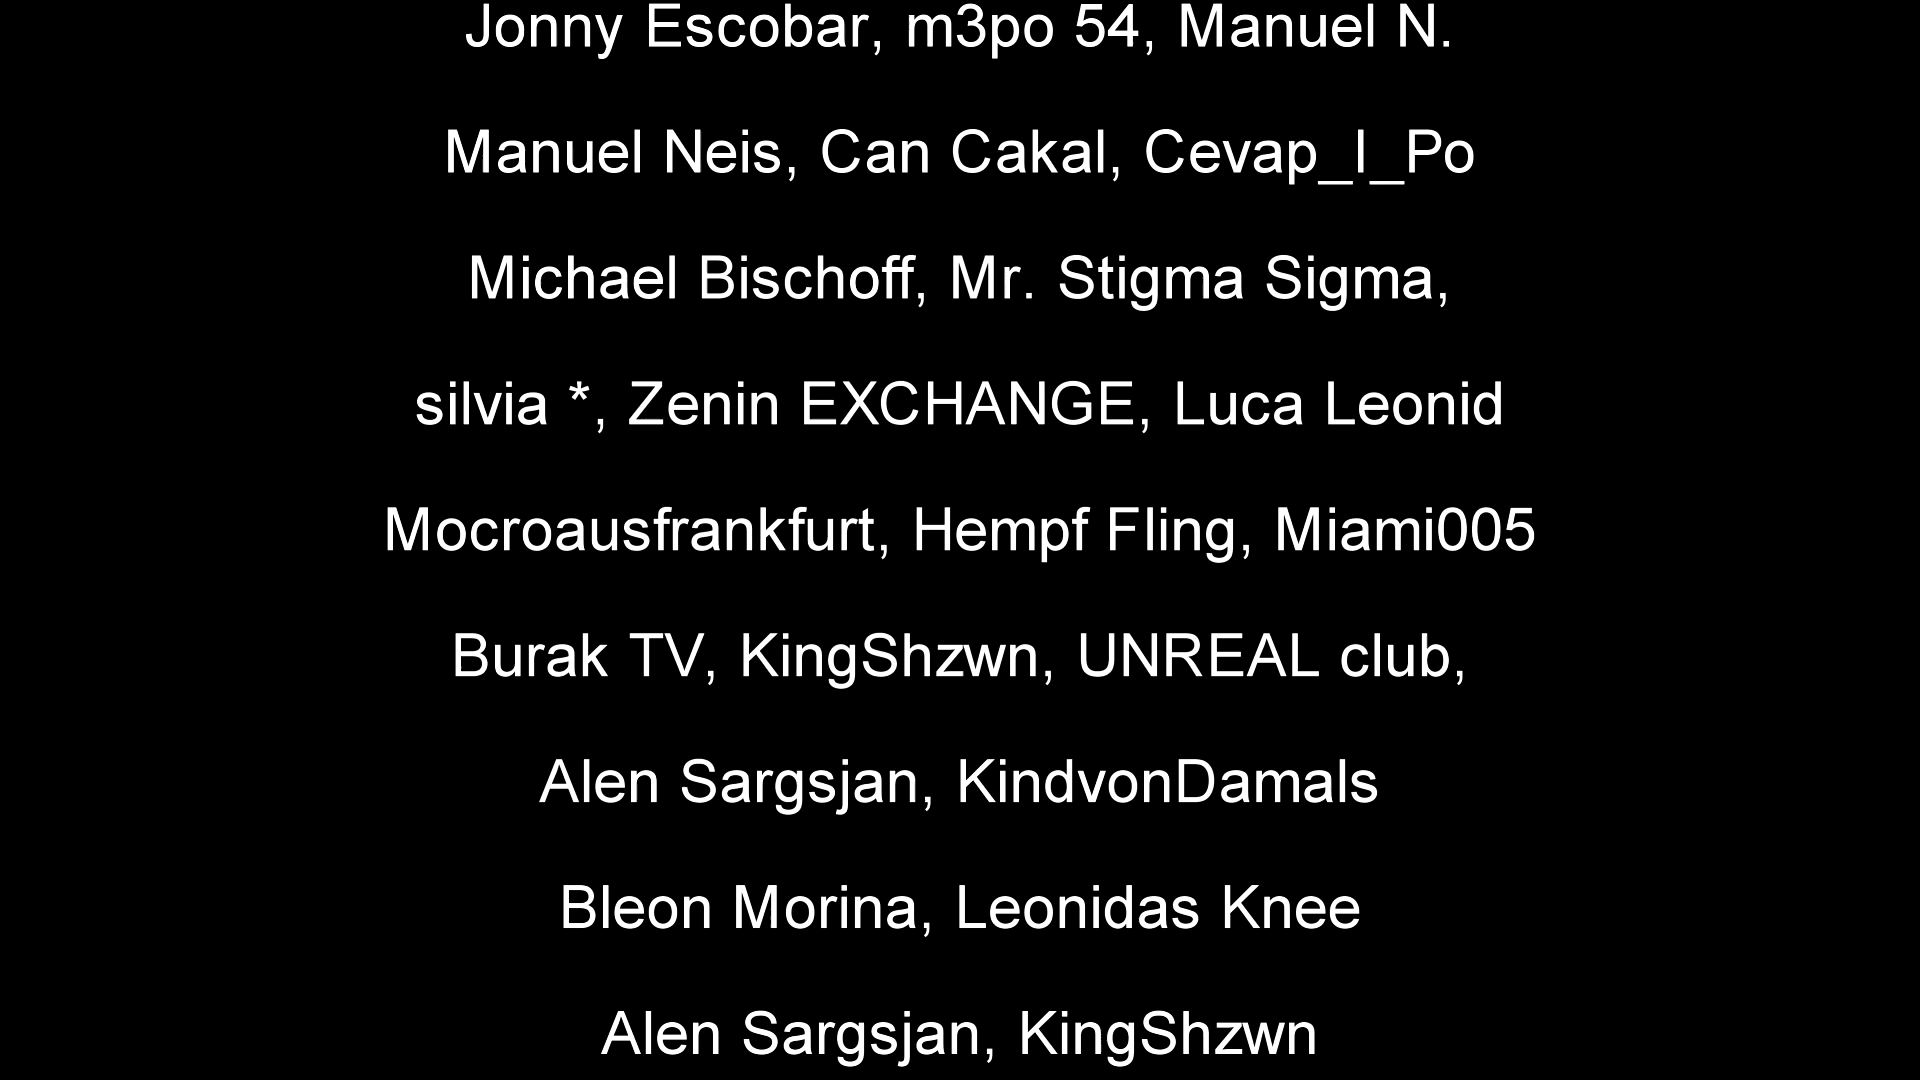 Jonny Escobar, m3po 54, Manuel N.
Manuel Neis, Can Cakal, Cevap_I_Po
Michael Bischoff, Mr. Stigma Sigma,
silvia *, Zenin EXCHANGE, Luca Leonid
Mocroausfrankfurt, Hempf Fling, Miami005
Burak TV, KingShzwn, UNREAL club,
Alen Sargsjan, KindvonDamals
Bleon Morina, Leonidas Knee
Alen Sargsjan, KingShzwn